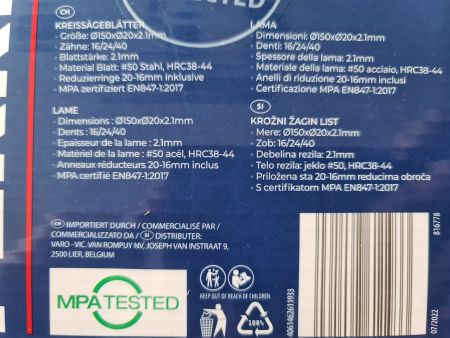 TESTED
CH
KREISSÄGEBLÄTTER
• Größe: Ø150xØ20x2.1mm
• Zähne: 16/24/40
• Blattstärke: 2.1mm
• Material Blatt: #50 Stahl, HRC38-44
• Reduzierringe 20-16mm inklusive
• MPA zertifiziert EN847-1:2017
LAME
• Dimensions : Ø150xØ20x2.1mm
• Dents : 16/24/40
• Epaisseur de la lame : 2.1mm
• Matériel de la lame : #50 acél, HRC38-44
• Anneaux réducteurs 20-16mm inclus
• MPA certifié EN847-1:2017
LAMA
• Dimensioni: Ø150xØ20x2.1mm
• Denti: 16/24/40
• Spessore della lama: 2.1mm
• Materiale della lama: #50 acciaio, HRC38-44
• Anelli di riduzione 20-16mm inclusi
• Certificazione MPA EN847-1:2017
SI
KROŽNI ŽAGIN LIST
• Mere: Ø150xØ20x2.1mm
• Zob: 16/24/40
• Debelina rezila: 2.1mm
• Telo rezila: jeklo #50, HRC38-44
• Priložena sta 20-16mm reducirna obroča
• S certifikatom MPA EN847-1:2017
CH IMPORTIERT DURCH / COMMERCIALISÉ PAR /
COMMERCIALIZZATO DA / SI DISTRIBUTER:
VARO - VIC. VAN ROMPUY NV, JOSEPH VAN INSTRAAT 9,
2500 LIER, BELGIUM
MPA TESTED
KEEP OUT OF REACH OF CHILDREN
100%
4061462611933
816778
07/2022